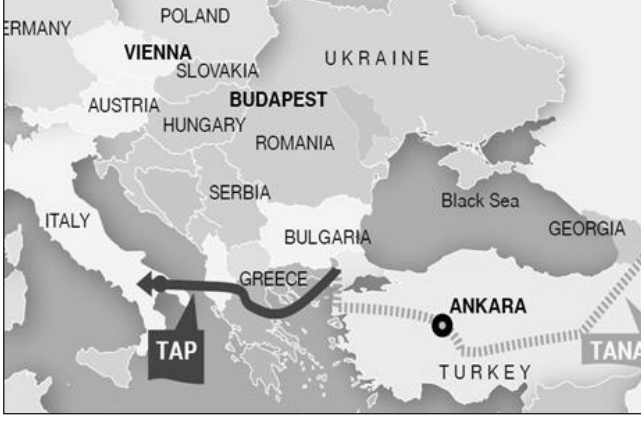 POLAND
ERMANY
VIENNA
UKRAINE
SLOVAKIA
AUSTRIA
BUDAPEST
HUNGARY
ROMANIA
SERBIA
Black Sea
ITALY
GEORGIA
BULGARIA
GREECE
ANKARA
TAP
TANA
TURKEY